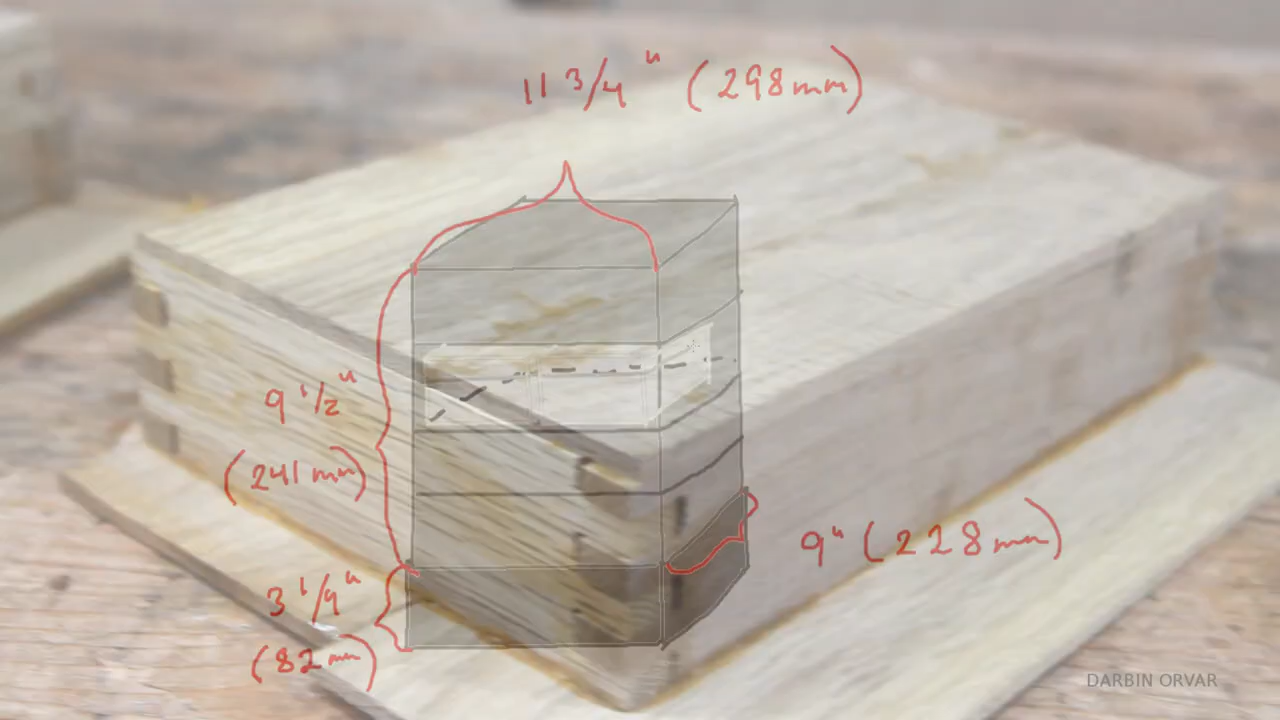 11 3/4" (298mm)
9 1/2"
(241mm)
9" (228mm)
3 1/4"
(82mm)
DARBIN ORVAR